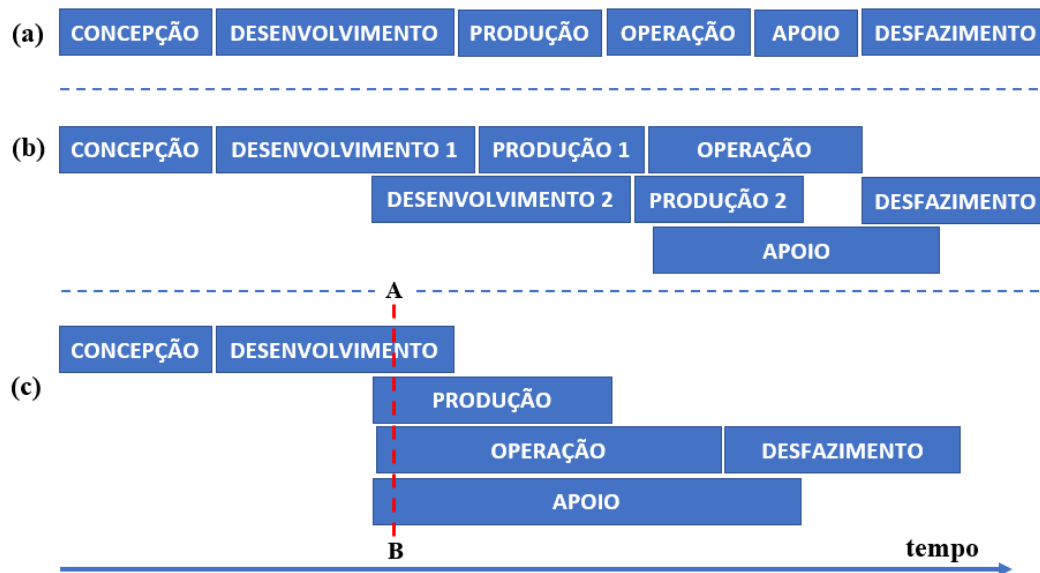 (a) CONCEPÇÃO DESENVOLVIMENTO PRODUÇÃO OPERAÇÃO APOIO DESFAZIMENTO
(b) CONCEPÇÃO DESENVOLVIMENTO 1 PRODUÇÃO 1 OPERAÇÃO
DESENVOLVIMENTO 2 PRODUÇÃO 2 DESFAZIMENTO
APOIO
A
CONCEPÇÃO DESENVOLVIMENTO
(c)
PRODUÇÃO
OPERAÇÃO DESFAZIMENTO
APOIO
B
tempo